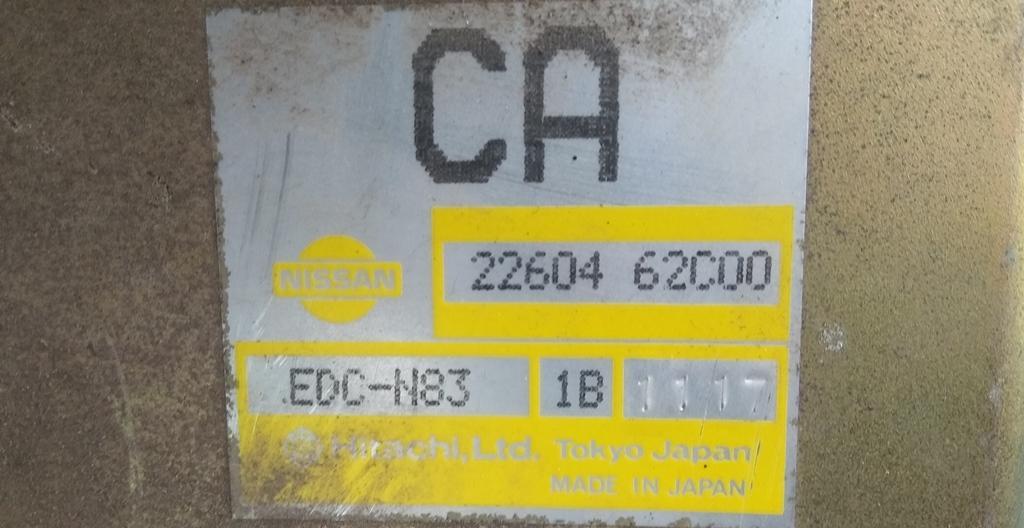 CA
NISSAN
22604 62C00
EDC-N83 1B 1117
Hitachi, Ltd. Tokyo Japan
MADE IN JAPAN